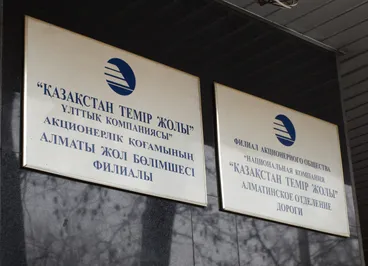 "ҚАЗАҚСТАН ТЕМІР ЖОЛЫ"
ҰЛТТЫҚ КОМПАНИЯСЫ"
АКЦИОНЕРЛІК ҚОҒАМЫНЫҢ
АЛМАТЫ ЖОЛ БӨЛІМШЕСІ
ФИЛИАЛЫ
ФИЛИАЛ АКЦИОНЕРНОГО ОБЩЕСТВА
"НАЦИОНАЛЬНАЯ КОМПАНИЯ
"ҚАЗАҚСТАН ТЕМІР ЖОЛЫ"
АЛМАТИНСКОЕ ОТДЕЛЕНИЕ
ДОРОГИ